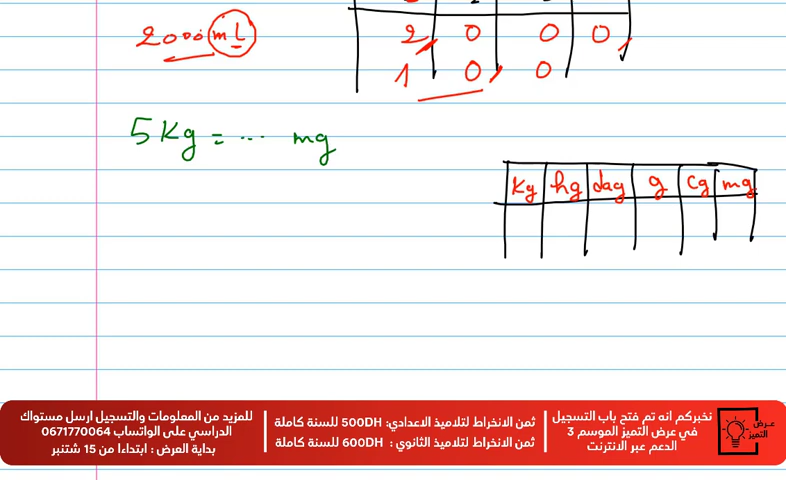 2000 mL
2, 0 0 0,
1 0, 0
5 Kg = ... mg
Kg hg dag g cg mg
نخبركم انه تم فتح باب التسجيل
في عرض التميز الموسم 3
الدعم عبر الانترنت
ثمن الانخراط لتلاميذ الاعدادي: 500DH للسنة كاملة
ثمن الانخراط لتلاميذ الثانوي : 600DH للسنة كاملة
للمزيد من المعلومات والتسجيل ارسل مستواك
الدراسي على الواتساب 0671770064
بداية العرض : ابتداءا من 15 شتنبر
عرض
التميز